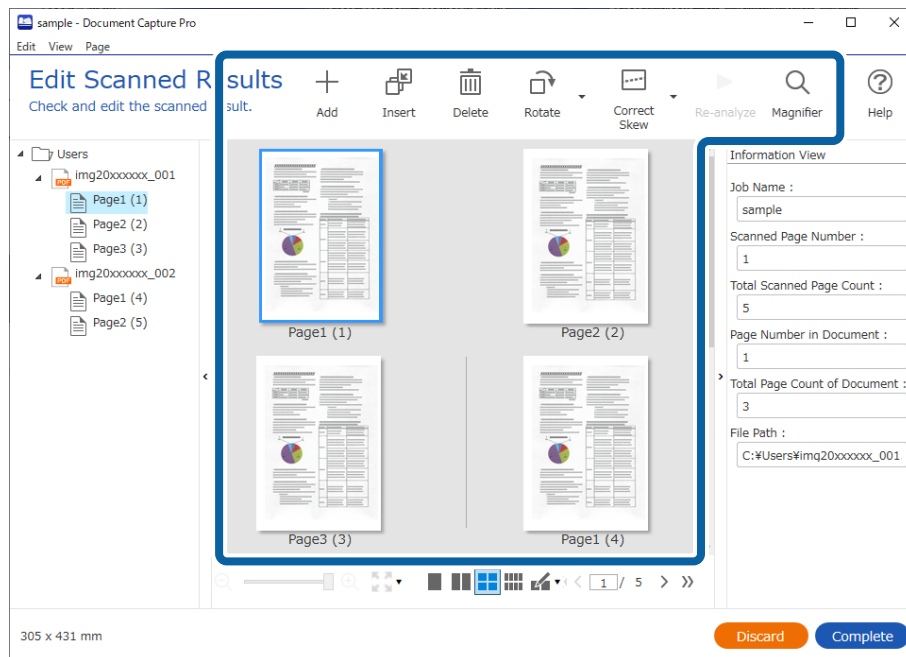 sample - Document Capture Pro
Edit View Page
Edit Scanned Results
Check and edit the scanned result.
Add
Insert
Delete
Rotate
Correct Skew
Re-analyze
Magnifier
Help
Users
PDF
img20xxxxxx_001
Page1 (1)
Page2 (2)
Page3 (3)
PDF
img20xxxxxx_002
Page1 (4)
Page2 (5)
Page1 (1)
Page2 (2)
Page3 (3)
Page1 (4)
Information View
Job Name :
sample
Scanned Page Number :
1
Total Scanned Page Count :
5
Page Number in Document :
1
Total Page Count of Document :
3
File Path :
C:¥Users¥img20xxxxxx_001
1 / 5
305 x 431 mm
Discard
Complete